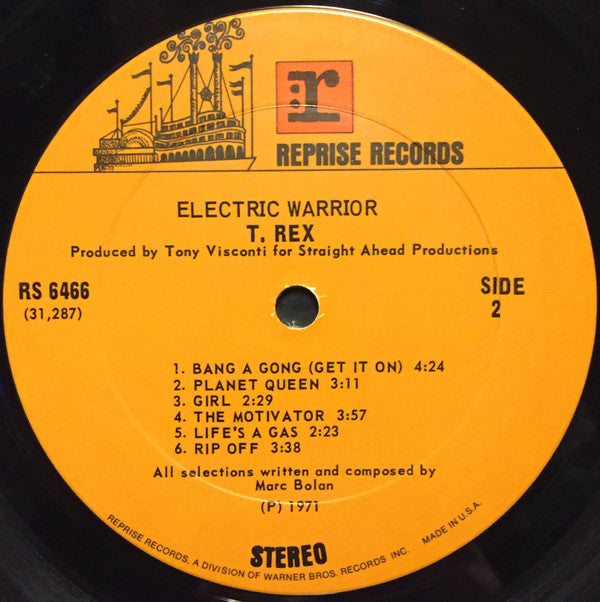 :r
REPRISE RECORDS
ELECTRIC WARRIOR
T. REX
Produced by Tony Visconti for Straight Ahead Productions
RS 6466
(31,287)
SIDE
2
1. BANG A GONG (GET IT ON) 4:24
2. PLANET QUEEN 3:11
3. GIRL 2:29
4. THE MOTIVATOR 3:57
5. LIFE'S A GAS 2:23
6. RIP OFF 3:38
All selections written and composed by
Marc Bolan
(P) 1971
STEREO
REPRISE RECORDS, A DIVISION OF WARNER BROS. RECORDS INC. MADE IN U.S.A.